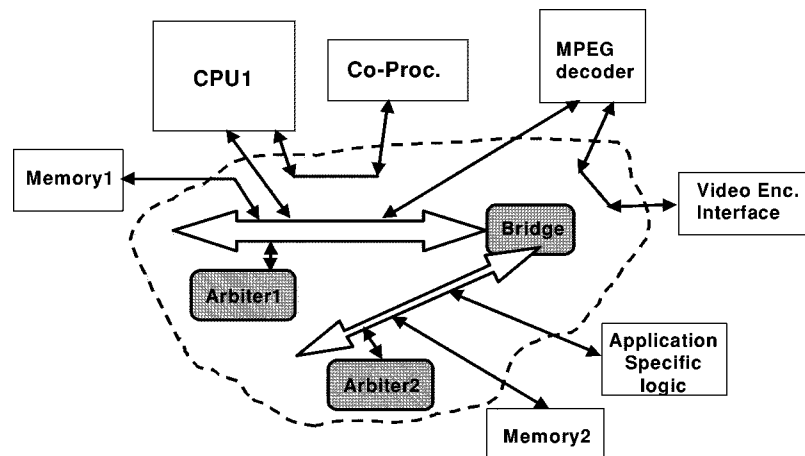 CPU1
Co-Proc.
MPEG
decoder
Memory1
Video Enc.
Interface
Bridge
Arbiter1
Application
Specific
logic
Arbiter2
Memory2